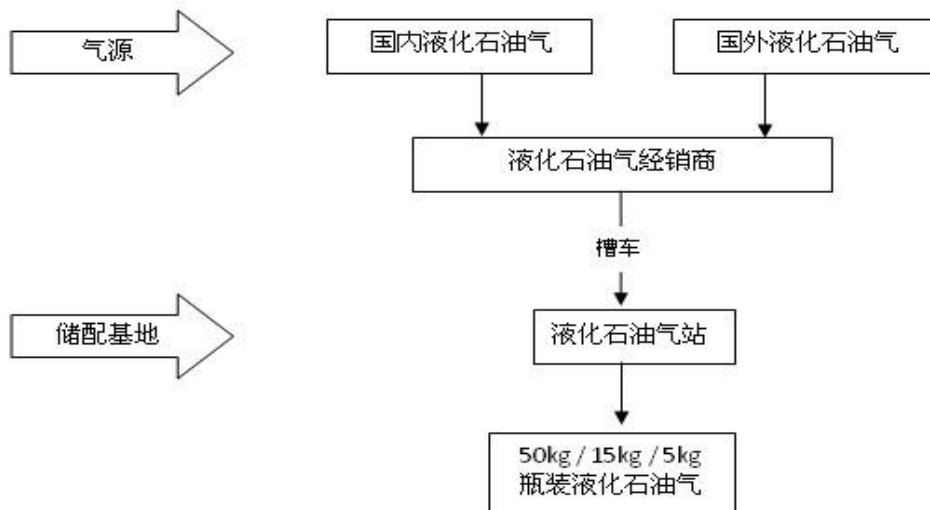 气源
国内液化石油气
国外液化石油气
液化石油气经销商
槽车
储配基地
液化石油气站
50kg / 15kg / 5kg
瓶装液化石油气